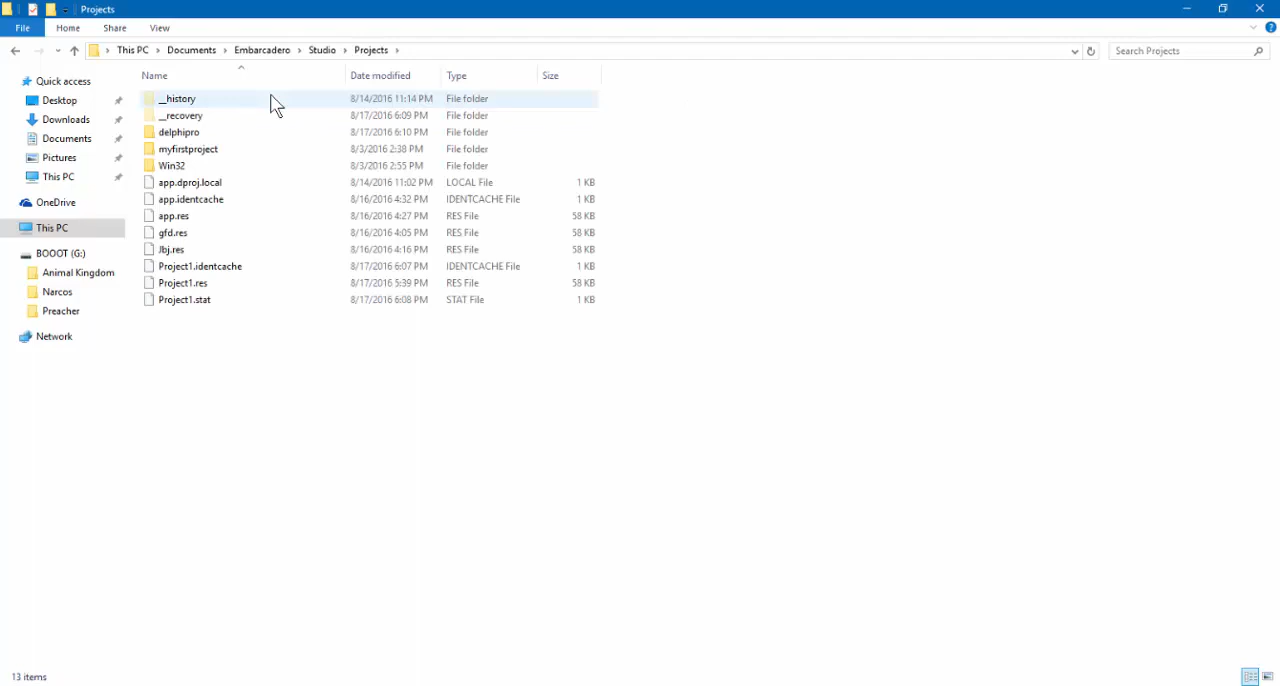 Projects
File Home Share View
This PC Documents Embarcadero Studio Projects Search Projects
Name Date modified Type Size
Quick access
Desktop
Downloads
Documents
Pictures
This PC
OneDrive
This PC
BOOOT (G:)
Animal Kingdom
Narcos
Preacher
Network
__history 8/14/2016 11:14 PM File folder
__recovery 8/17/2016 6:09 PM File folder
delphipro 8/17/2016 6:10 PM File folder
myfirstproject 8/3/2016 2:38 PM File folder
Win32 8/3/2016 2:55 PM File folder
app.dproj.local 8/14/2016 11:02 PM LOCAL File 1 KB
app.identcache 8/16/2016 4:32 PM IDENTCACHE File 1 KB
app.res 8/16/2016 4:27 PM RES File 58 KB
gfd.res 8/16/2016 4:05 PM RES File 58 KB
Jbj.res 8/16/2016 4:16 PM RES File 58 KB
Project1.identcache 8/17/2016 6:07 PM IDENTCACHE File 1 KB
Project1.res 8/17/2016 5:39 PM RES File 58 KB
Project1.stat 8/17/2016 6:08 PM STAT File 1 KB
13 items